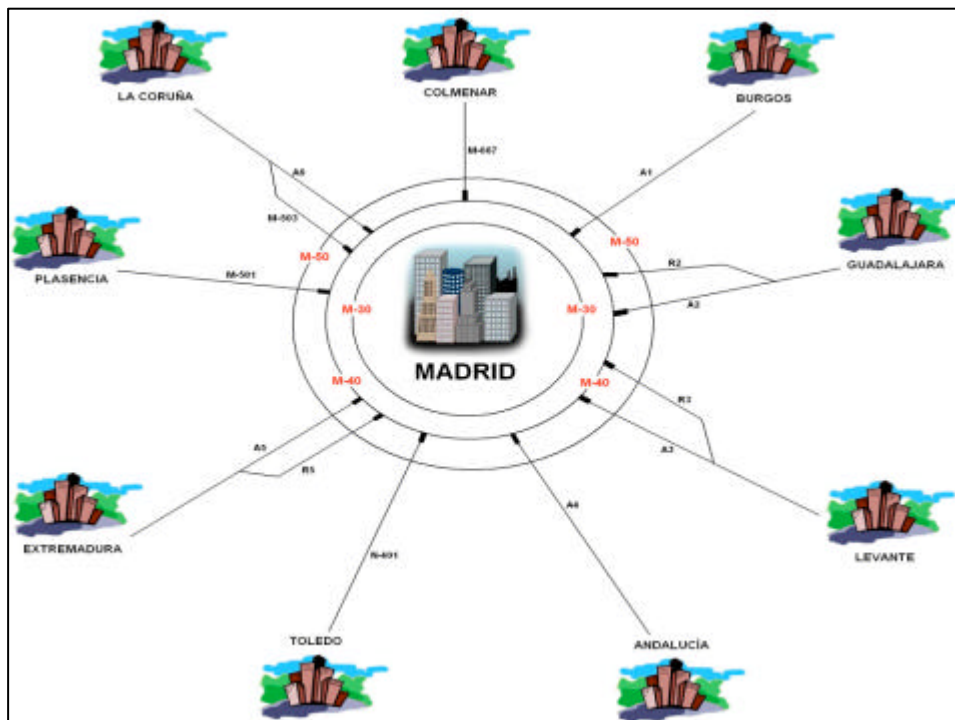 LA CORUÑA
COLMENAR
BURGOS
M-607
A6
A1
M-503
M-50
M-50
PLASENCIA
M-501
R2
GUADALAJARA
A2
M-30
M-30
MADRID
M-40
M-40
R3
A5
R5
A3
EXTREMADURA
A4
N-401
LEVANTE
TOLEDO
ANDALUCÍA